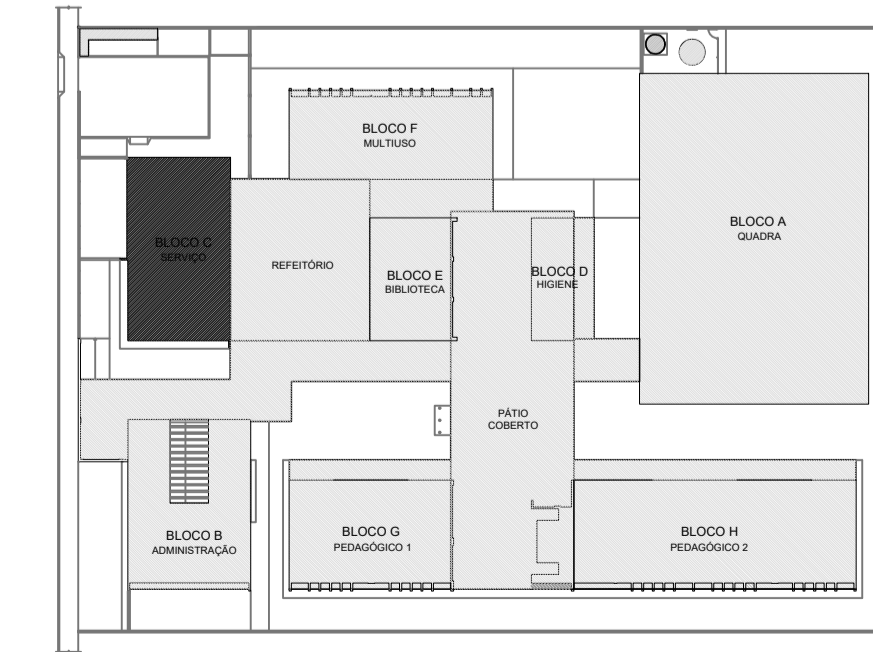 BLOCO F
MULTIUSO
BLOCO A
QUADRA
BLOCO C
SERVIÇO
REFEITÓRIO
BLOCO E
BIBLIOTECA
BLOCO D
HIGIENE
PÁTIO
COBERTO
BLOCO B
ADMINISTRAÇÃO
BLOCO G
PEDAGÓGICO 1
BLOCO H
PEDAGÓGICO 2